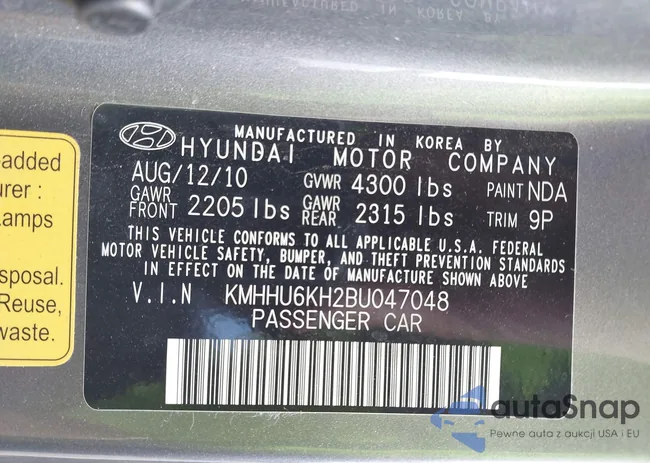 -added
urer :
Lamps
sposal.
Reuse,
waste.
MANUFACTURED IN KOREA BY
HYUNDAI MOTOR COMPANY
AUG/12/10 GVWR 4300 lbs PAINT NDA
GAWR FRONT 2205 lbs GAWR REAR 2315 lbs TRIM 9P
THIS VEHICLE CONFORMS TO ALL APPLICABLE U.S.A. FEDERAL
MOTOR VEHICLE SAFETY, BUMPER, AND THEFT PREVENTION STANDARDS
IN EFFECT ON THE DATE OF MANUFACTURE SHOWN ABOVE
V.I.N KMHHU6KH2BU047048
PASSENGER CAR
autaSnap
Pewne auta z aukcji USA i EU